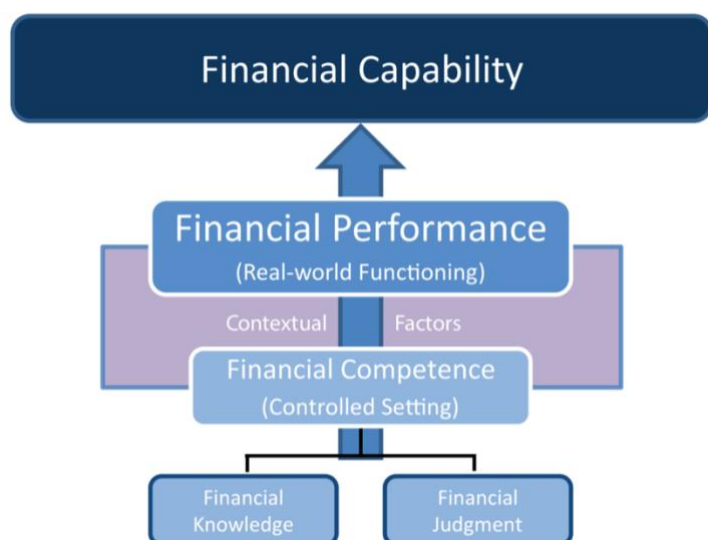 Financial Capability
Financial Performance
(Real-world Functioning)
Contextual Factors
Financial Competence
(Controlled Setting)
Financial
Knowledge
Financial
Judgment